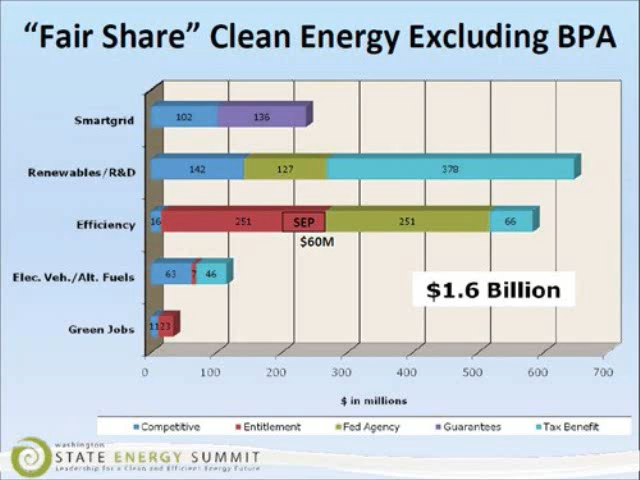 “Fair Share” Clean Energy Excluding BPA
Smartgrid 102 136
Renewables/R&D 142 127 378
Efficiency 16 251 SEP 251 66
$60M
Elec. Veh./Alt. Fuels 63 7 46
$1.6 Billion
Green Jobs 11 23
0 100 200 300 400 500 600 700
$ in millions
Competitive Entitlement Fed Agency Guarantees Tax Benefit
washington
STATE ENERGY SUMMIT
Leadership for a Clean and Efficient Energy Future